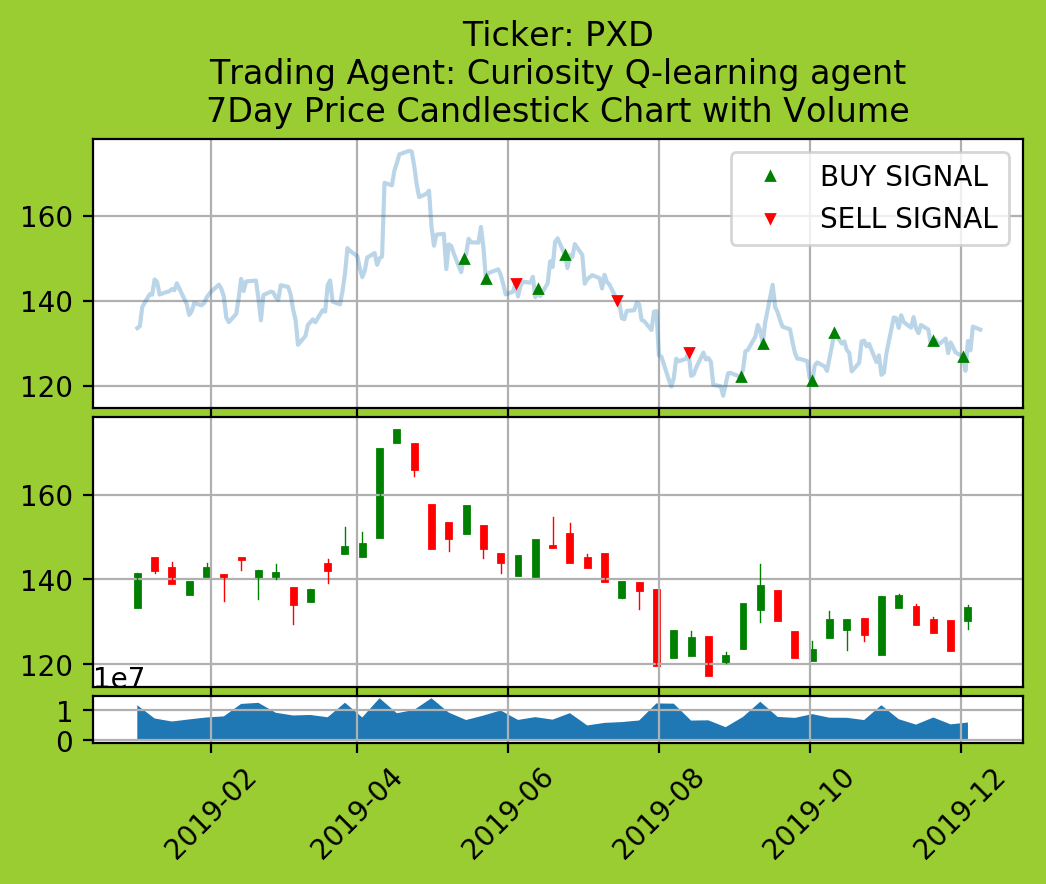 Ticker: PXD
Trading Agent: Curiosity Q-learning agent
7Day Price Candlestick Chart with Volume
BUY SIGNAL
SELL SIGNAL
160
140
120
160
140
120
1e7
1
0
2019-02
2019-04
2019-06
2019-08
2019-10
2019-12